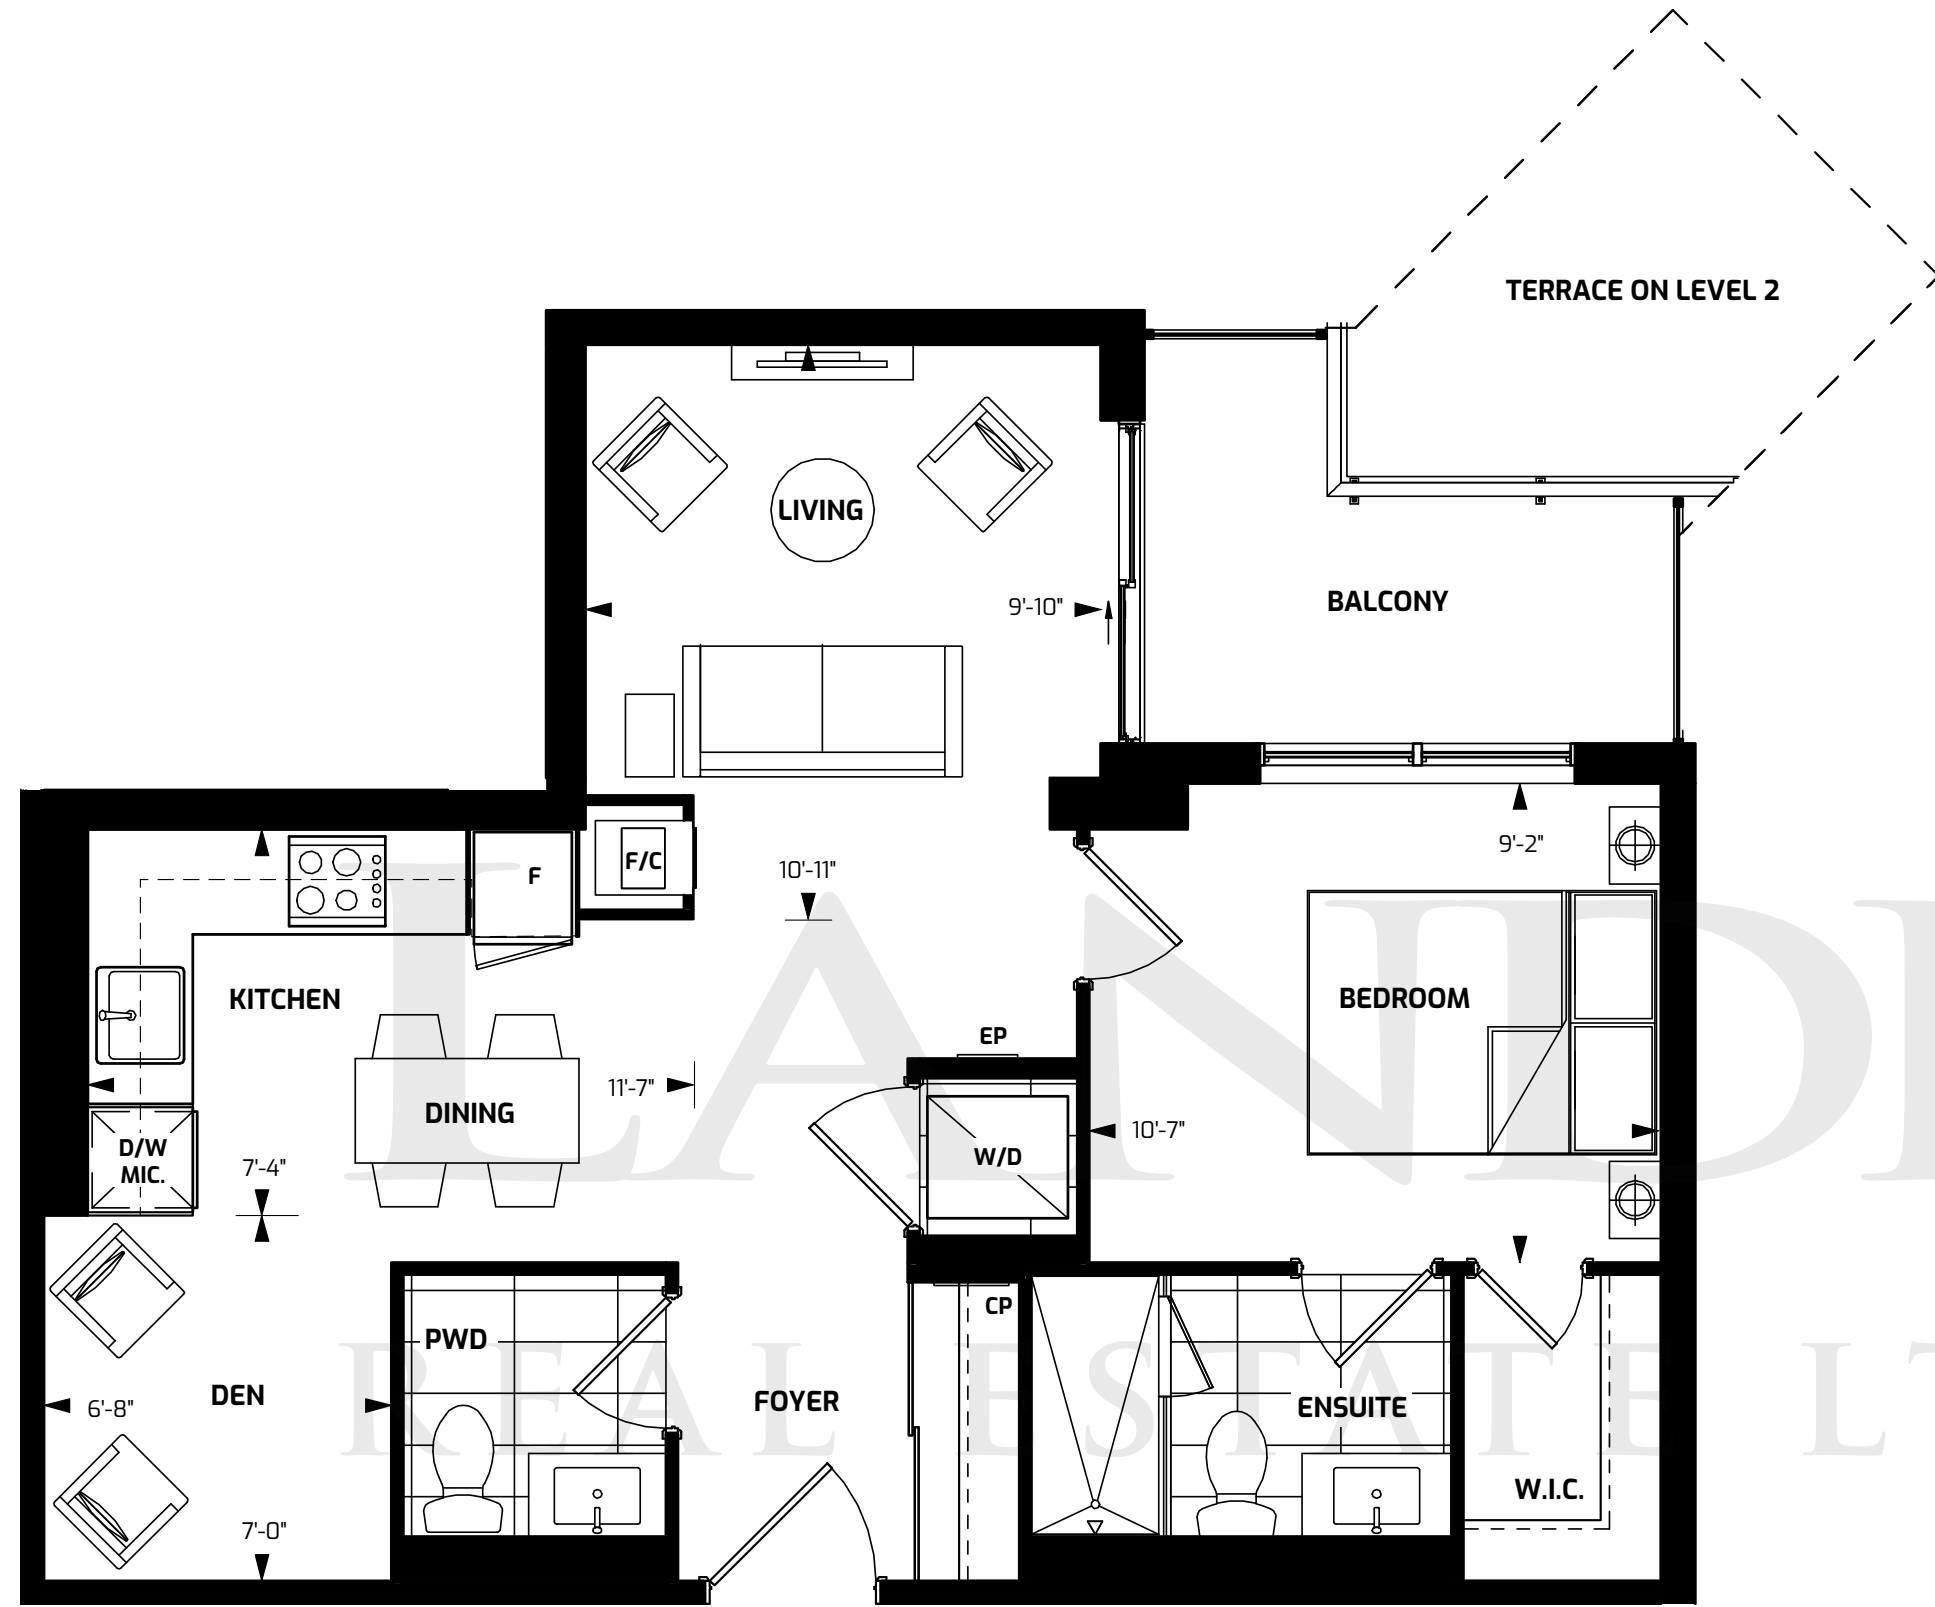 TERRACE ON LEVEL 2
LIVING
9'-10"
BALCONY
F
F/C
10'-11"
9'-2"
KITCHEN
BEDROOM
EP
11'-7"
DINING
10'-7"
D/W
MIC.
W/D
7'-4"
CP
PWD
DEN
6'-8"
FOYER
ENSUITE
W.I.C.
7'-0"
LAND
REAL ESTATE LT